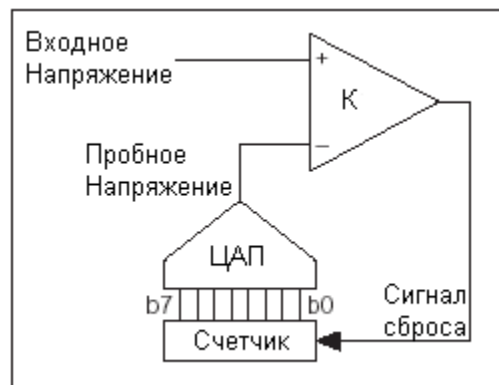 Входное
Напряжение
+
К
Пробное
Напряжение
–
ЦАП
b7
b0
Сигнал
сброса
Счетчик